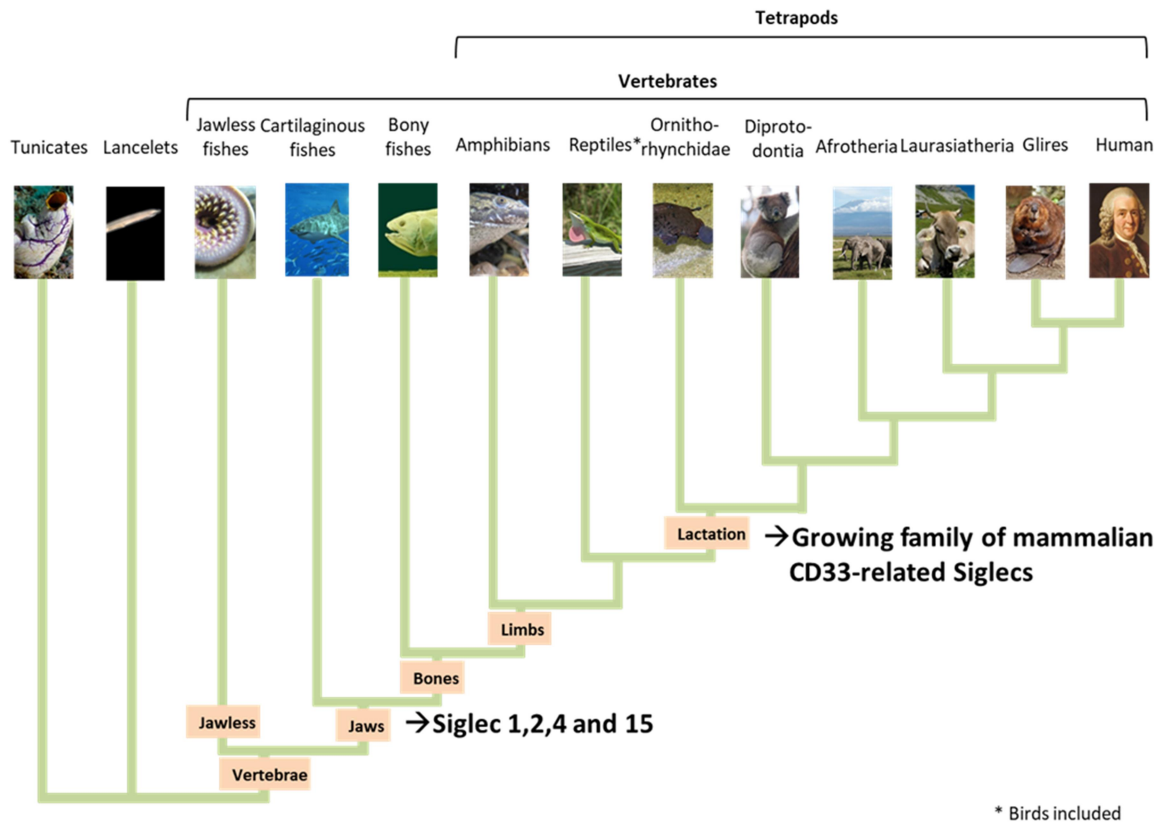 Tetrapods
Vertebrates
Tunicates
Lancelets
Jawless
fishes
Cartilaginous
fishes
Bony
fishes
Amphibians
Reptiles*
Ornitho-
rhynchidae
Diproto-
dontia
Afrotheria
Laurasiatheria
Glires
Human
Lactation
→Growing family of mammalian
CD33-related Siglecs
Limbs
Bones
Jawless
Jaws
→Siglec 1,2,4 and 15
Vertebrae
* Birds included